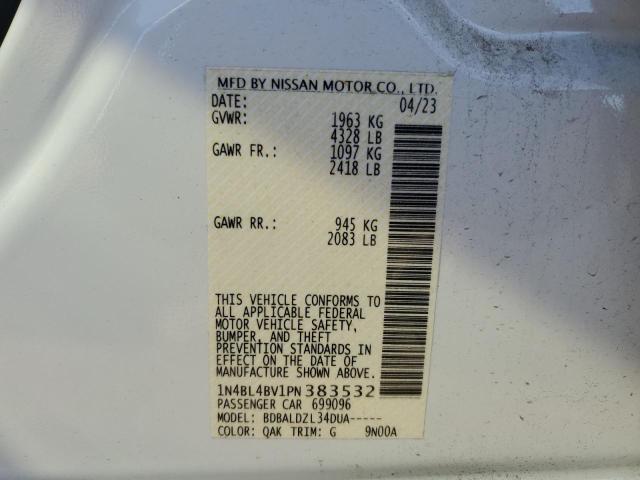 MFD BY NISSAN MOTOR CO., LTD.
DATE: 04/23
GVWR: 1963 KG
4328 LB
GAWR FR.: 1097 KG
2418 LB
GAWR RR.: 945 KG
2083 LB
THIS VEHICLE CONFORMS TO
ALL APPLICABLE FEDERAL
MOTOR VEHICLE SAFETY,
BUMPER, AND THEFT
PREVENTION STANDARDS IN
EFFECT ON THE DATE OF
MANUFACTURE SHOWN ABOVE.
1N4BL4BV1PN383532
PASSENGER CAR 699096
MODEL: BDBALDZL34DUA-----
COLOR: QAK TRIM: G 9N00A